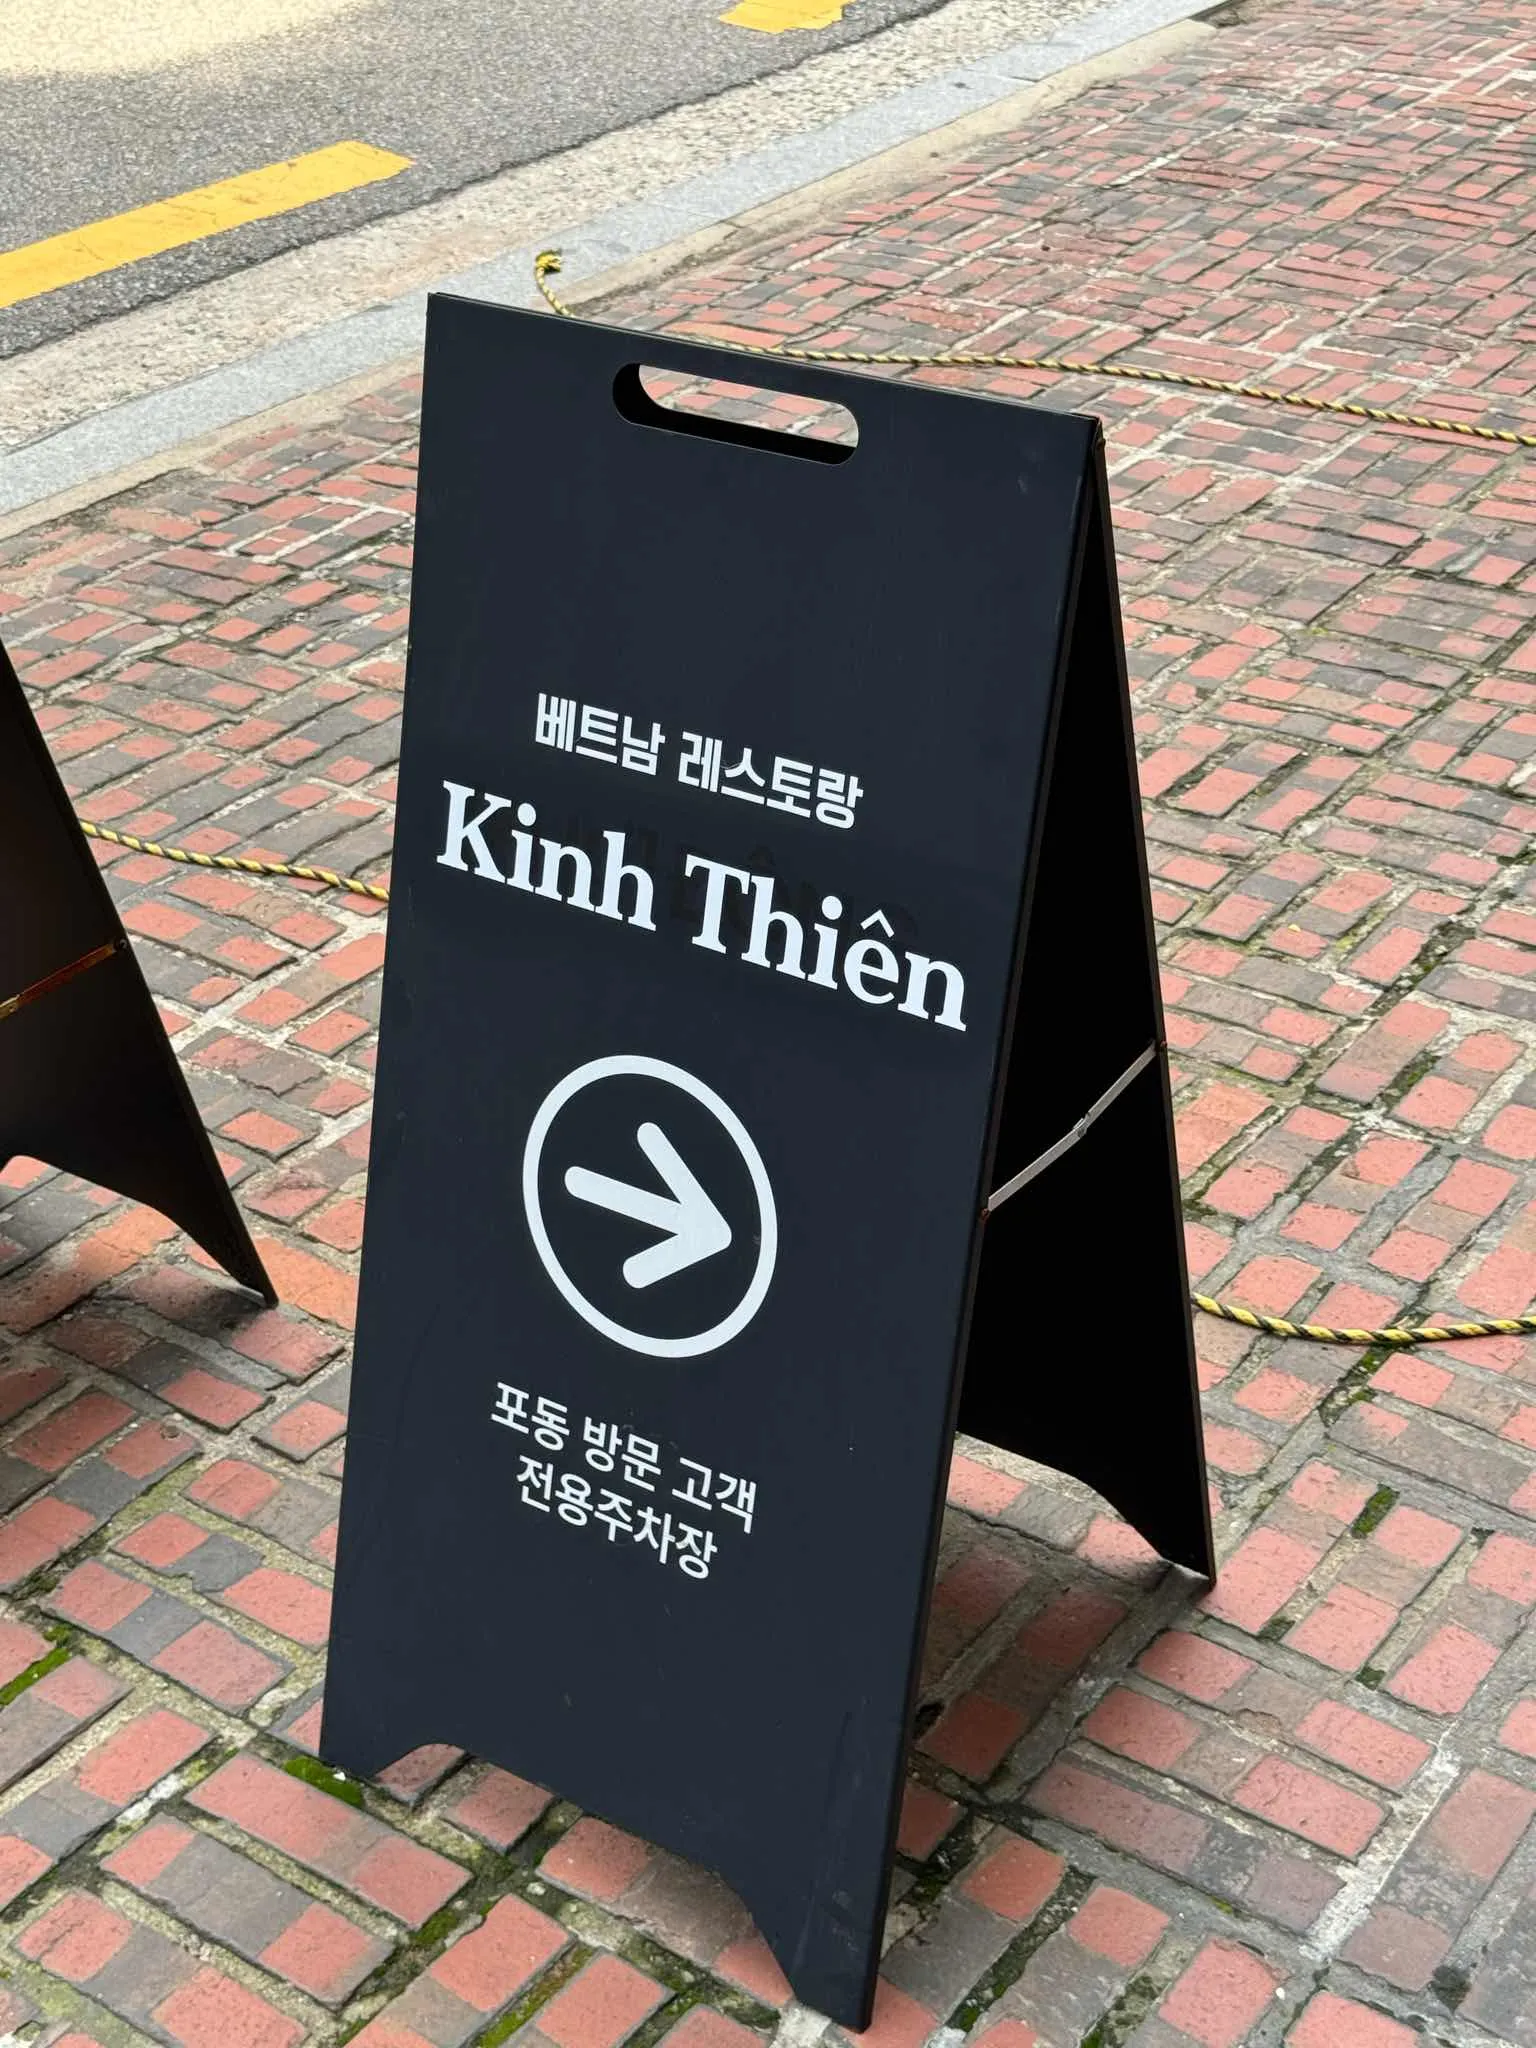 베트남 레스토랑
Kinh Thiên
포동 방문 고객
전용주차장